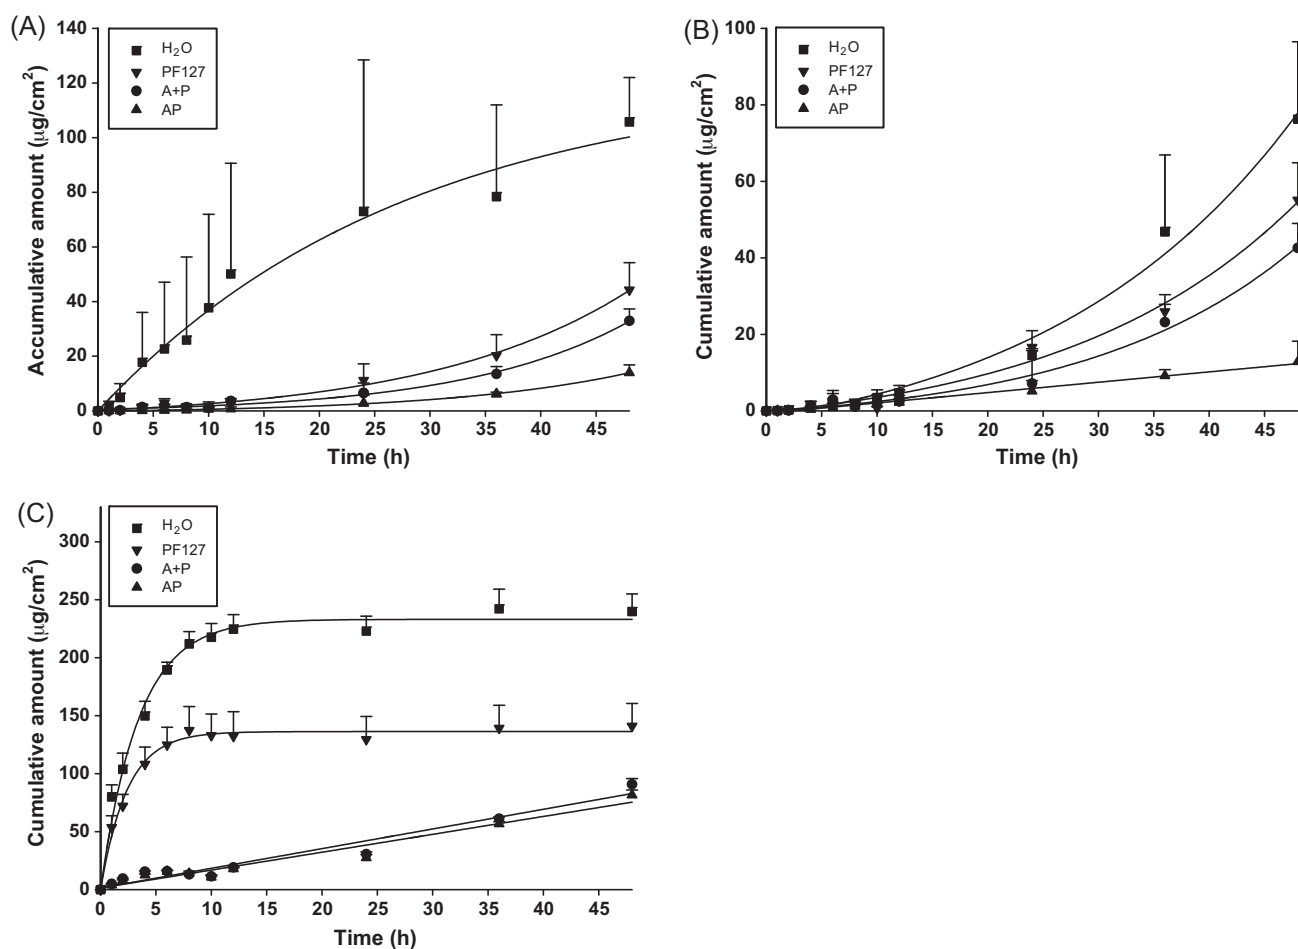 (A)
140
120
100
80
60
40
20
0
Accumulative amount (μg/cm²)
H₂O
PF127
A+P
AP
0 5 10 15 20 25 30 35 40 45
Time (h)
(B)
100
80
60
40
20
0
Cumulative amount (μg/cm²)
H₂O
PF127
A+P
AP
0 5 10 15 20 25 30 35 40 45
Time (h)
(C)
300
250
200
150
100
50
0
Cumulative amount (μg/cm²)
H₂O
PF127
A+P
AP
0 5 10 15 20 25 30 35 40 45
Time (h)